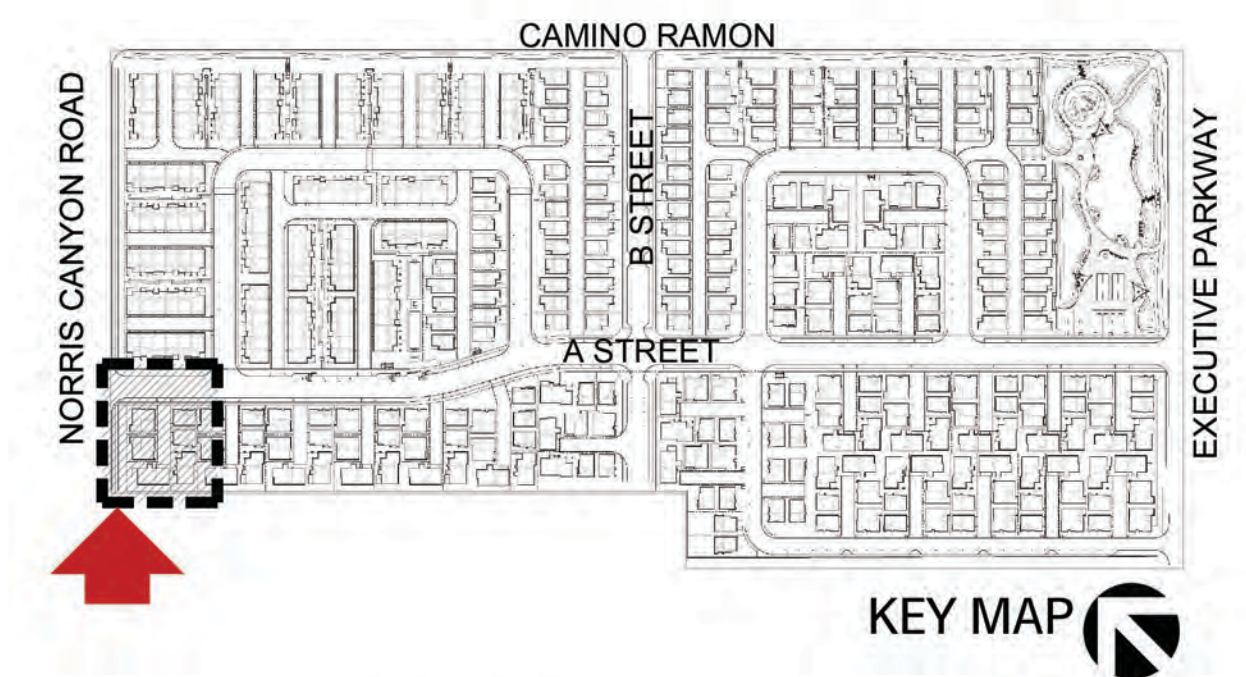 CAMINO RAMON
NORRIS CANYON ROAD
B STREET
EXECUTIVE PARKWAY
A STREET
KEY MAP